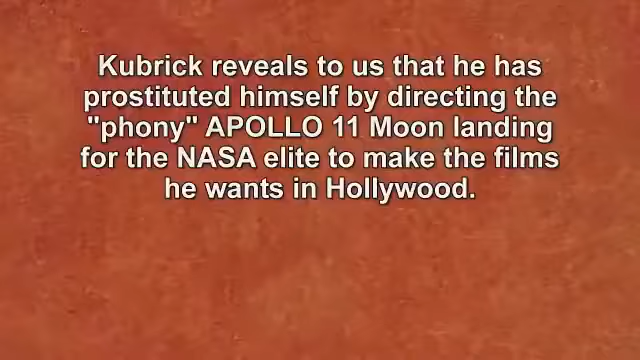 Kubrick reveals to us that he has
prostituted himself by directing the
"phony" APOLLO 11 Moon landing
for the NASA elite to make the films
he wants in Hollywood.